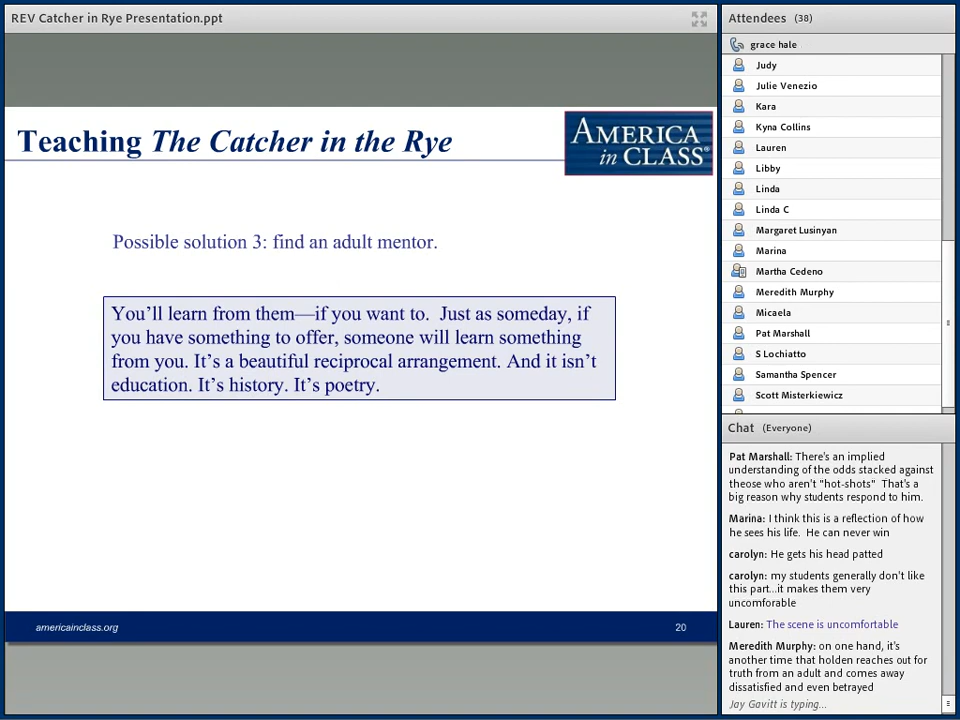 REV Catcher in Rye Presentation.ppt
Teaching The Catcher in the Rye
AMERICA
in CLASS®
Possible solution 3: find an adult mentor.
You’ll learn from them—if you want to.  Just as someday, if
you have something to offer, someone will learn something
from you. It’s a beautiful reciprocal arrangement. And it isn’t
education. It’s history. It’s poetry.
americainclass.org
20
Attendees (38)
grace hale
Judy
Julie Venezio
Kara
Kyna Collins
Lauren
Libby
Linda
Linda C
Margaret Lusinyan
Marina
Martha Cedeno
Meredith Murphy
Micaela
Pat Marshall
S Lochiatto
Samantha Spencer
Scott Misterkiewicz
Chat (Everyone)
Pat Marshall: There's an implied
understanding of the odds stacked against
theose who aren't "hot-shots"  That's a
big reason why students respond to him.
Marina: I think this is a reflection of how
he sees his life.  He can never win
carolyn: He gets his head patted
carolyn: my students generally don't like
this part...it makes them very
uncomforable
Lauren: The scene is uncomfortable
Meredith Murphy: on one hand, it's
another time that holden reaches out for
truth from an adult and comes away
dissatisfied and even betrayed
Jay Gavitt is typing...